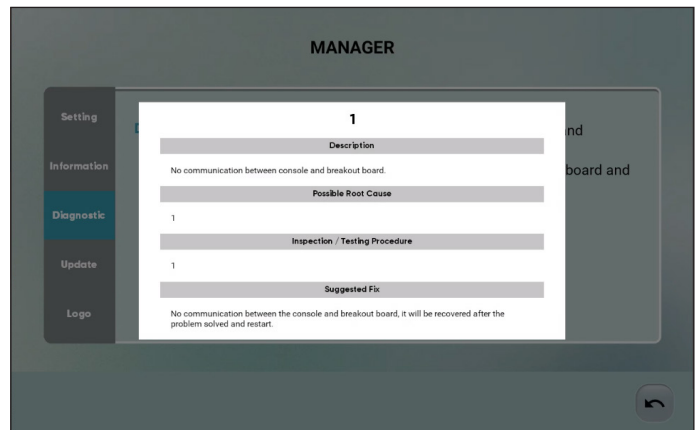 MANAGER
Setting
Information
Diagnostic
Update
Logo
and
board and
1
Description
No communication between console and breakout board.
Possible Root Cause
1
Inspection / Testing Procedure
1
Suggested Fix
No communication between the console and breakout board, it will be recovered after the
problem solved and restart.